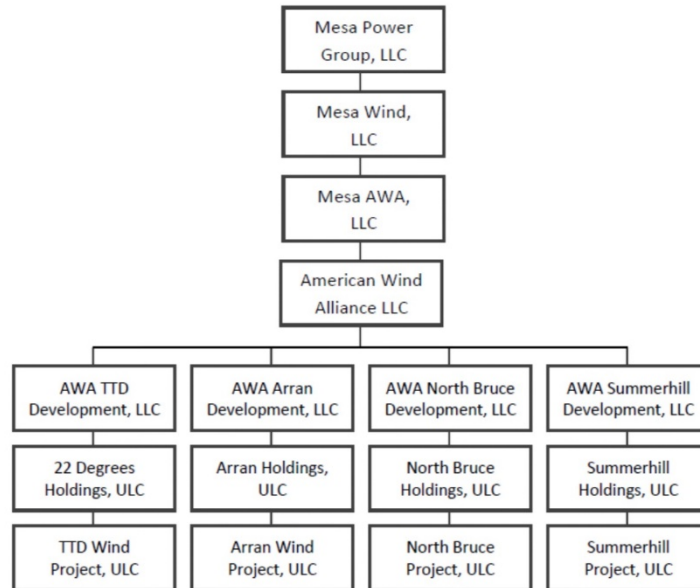 Mesa Power
Group, LLC
Mesa Wind,
LLC
Mesa AWA,
LLC
American Wind
Alliance LLC
AWA TTD
Development, LLC
AWA Arran
Development, LLC
AWA North Bruce
Development, LLC
AWA Summerhill
Development, LLC
22 Degrees
Holdings, ULC
Arran Holdings,
ULC
North Bruce
Holdings, ULC
Summerhill
Holdings, ULC
TTD Wind
Project, ULC
Arran Wind
Project, ULC
North Bruce
Project, ULC
Summerhill
Project, ULC